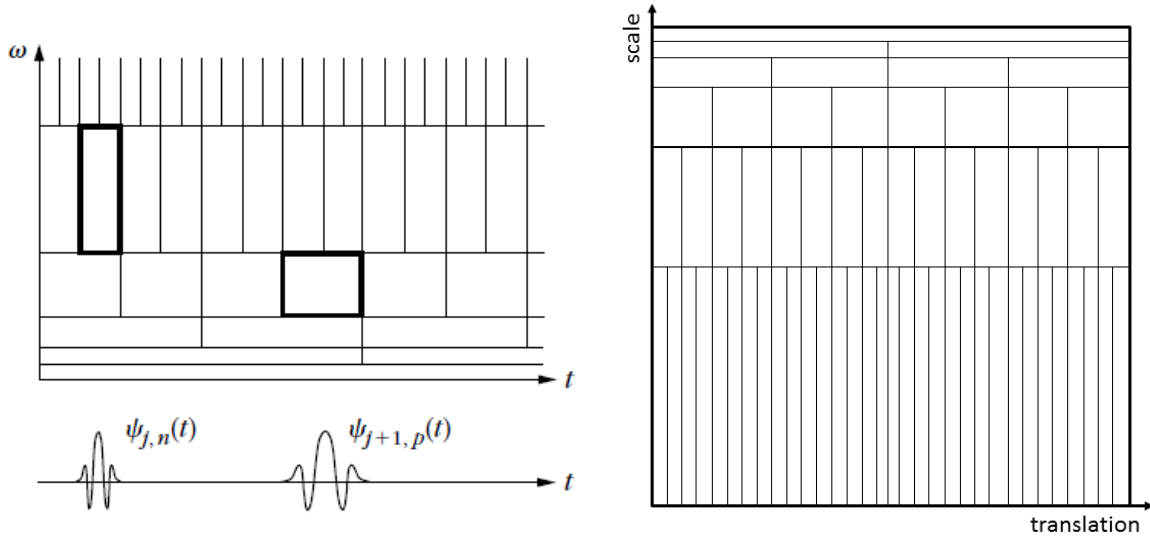 ω
t
ψj,n(t)
ψj+1,p(t)
t
scale
translation